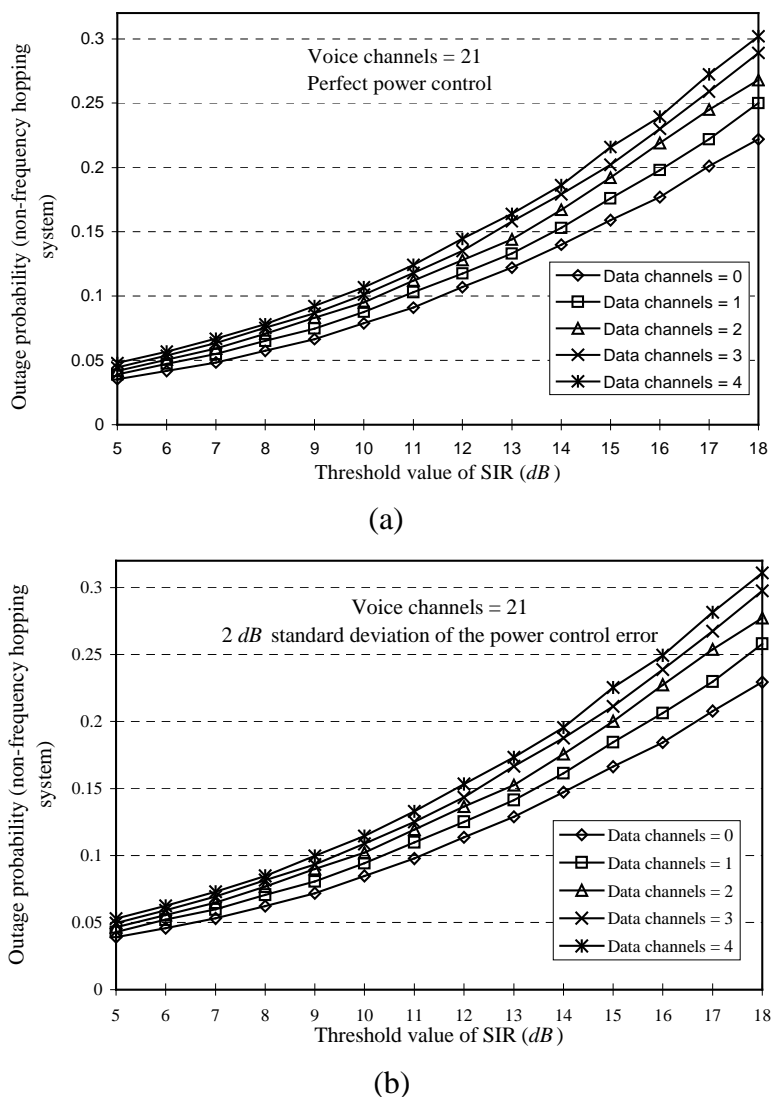 0.3
0.25
0.2
0.15
0.1
0.05
0
Outage probability (non-frequency hopping
system)
Voice channels = 21
Perfect power control
Data channels = 0
Data channels = 1
Data channels = 2
Data channels = 3
Data channels = 4
5 6 7 8 9 10 11 12 13 14 15 16 17 18
Threshold value of SIR (dB)
(a)
0.3
0.25
0.2
0.15
0.1
0.05
0
Outage probability (non-frequency hopping
system)
Voice channels = 21
2 dB standard deviation of the power control error
Data channels = 0
Data channels = 1
Data channels = 2
Data channels = 3
Data channels = 4
5 6 7 8 9 10 11 12 13 14 15 16 17 18
Threshold value of SIR (dB)
(b)